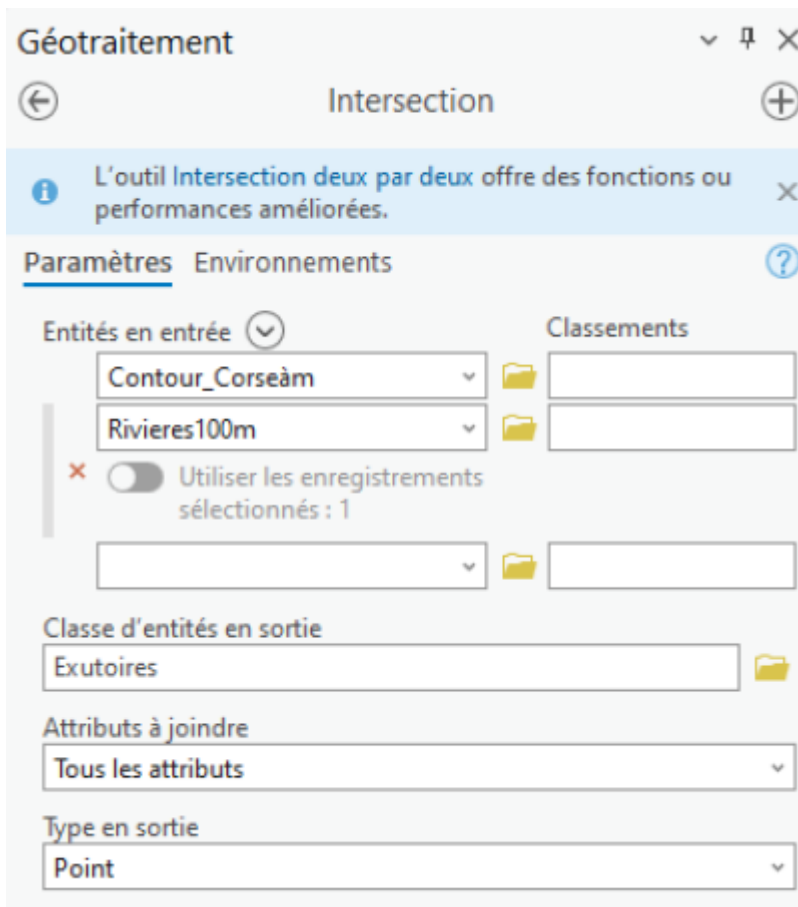 Géotraitement
Intersection
L'outil Intersection deux par deux offre des fonctions ou
performances améliorées.
Paramètres Environnements
Entités en entrée Classements
Contour_Corseàm
Rivieres100m
Utiliser les enregistrements
sélectionnés : 1
Classe d'entités en sortie
Exutoires
Attributs à joindre
Tous les attributs
Type en sortie
Point